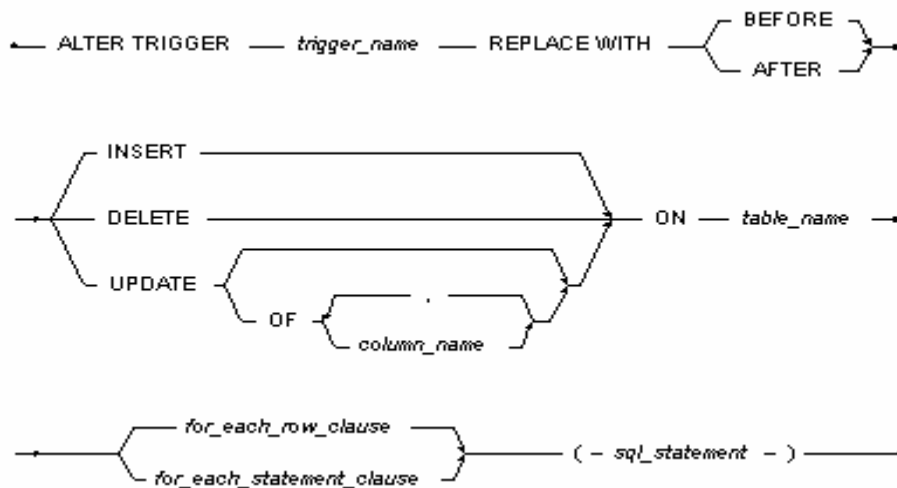 BEFORE
ALTER TRIGGER trigger_name REPLACE WITH
AFTER
INSERT
DELETE ON table_name
UPDATE
,
OF
column_name
for_each_row_clause
( sql_statement )
for_each_statement_clause